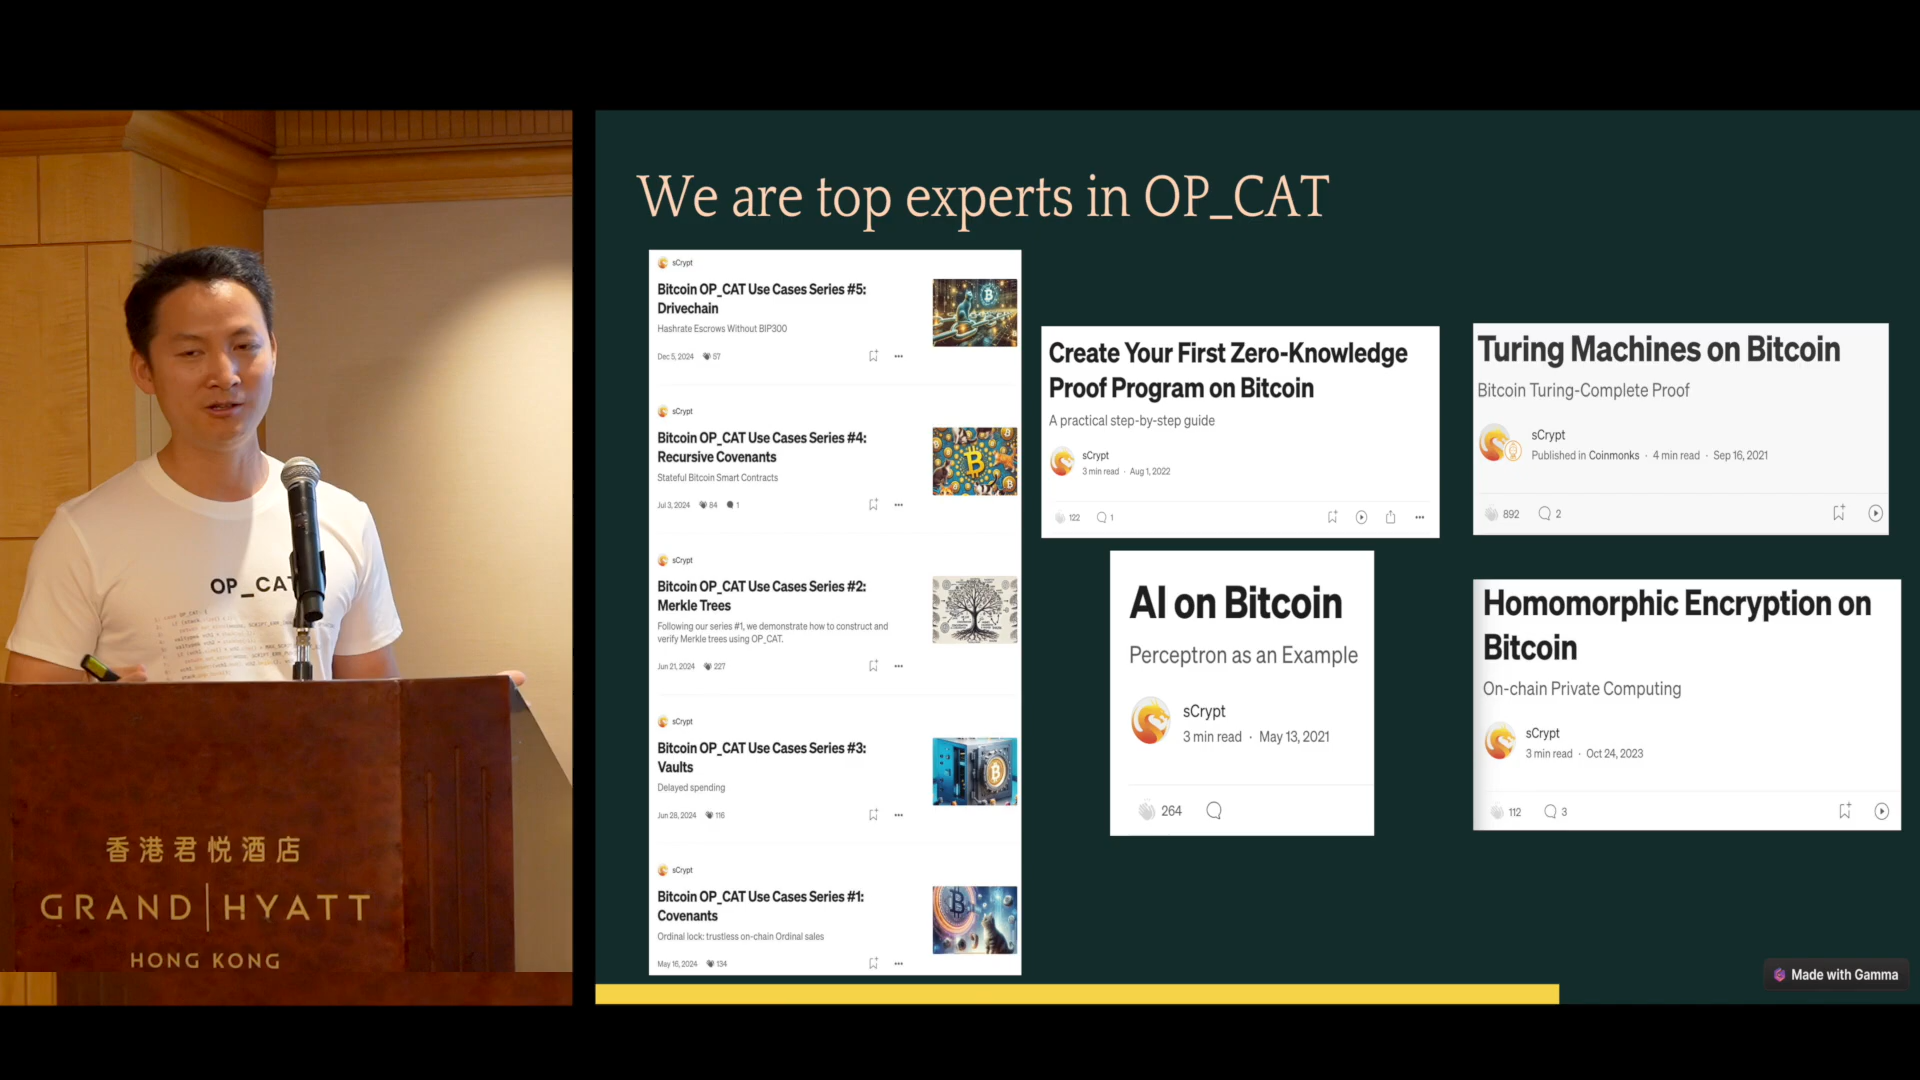 We are top experts in OP_CAT
sCrypt
Bitcoin OP_CAT Use Cases Series #5:
Drivechain
Hashrate Escrows Without BIP300
Dec 5, 2024
57
sCrypt
Bitcoin OP_CAT Use Cases Series #4:
Recursive Covenants
Stateful Bitcoin Smart Contracts
Jul 3, 2024
84
1
sCrypt
Bitcoin OP_CAT Use Cases Series #2:
Merkle Trees
Following our series #1, we demonstrate how to construct and
verify Merkle trees using OP_CAT.
Jun 21, 2024
227
sCrypt
Bitcoin OP_CAT Use Cases Series #3:
Vaults
Delayed spending
Jun 28, 2024
116
sCrypt
Bitcoin OP_CAT Use Cases Series #1:
Covenants
Ordinal lock: trustless on-chain Ordinal sales
May 16, 2024
134
Create Your First Zero-Knowledge
Proof Program on Bitcoin
A practical step-by-step guide
sCrypt
3 min read · Aug 1, 2022
122
1
Turing Machines on Bitcoin
Bitcoin Turing-Complete Proof
sCrypt
Published in Coinmonks · 4 min read · Sep 16, 2021
892
2
AI on Bitcoin
Perceptron as an Example
sCrypt
3 min read · May 13, 2021
264
Homomorphic Encryption on
Bitcoin
On-chain Private Computing
sCrypt
3 min read · Oct 24, 2023
112
3
Made with Gamma
OP_CAT
香港君悦酒店
GRAND HYATT
HONG KONG